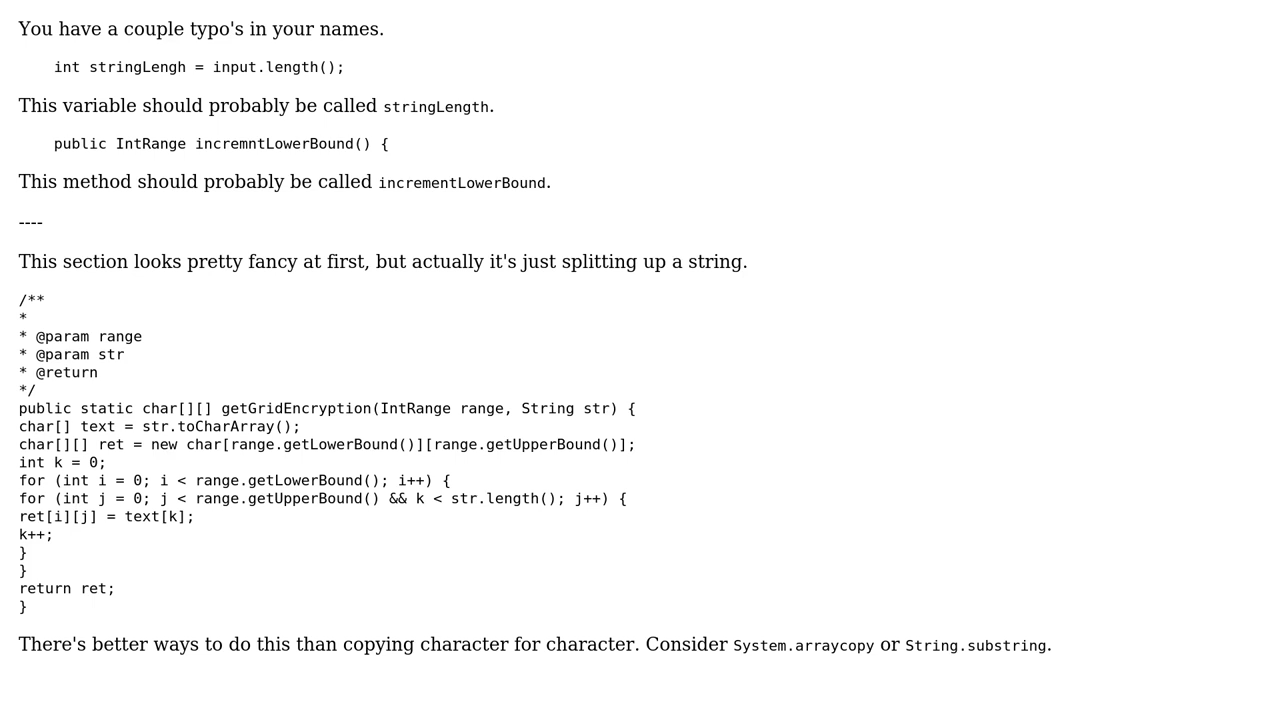 You have a couple typo's in your names.
int stringLengh = input.length();
This variable should probably be called stringLength.
public IntRange incremntLowerBound() {
This method should probably be called incrementLowerBound.
----
This section looks pretty fancy at first, but actually it's just splitting up a string.
/**
*
* @param range
* @param str
* @return
*/
public static char[][] getGridEncryption(IntRange range, String str) {
char[] text = str.toCharArray();
char[][] ret = new char[range.getLowerBound()][range.getUpperBound()];
int k = 0;
for (int i = 0; i < range.getLowerBound(); i++) {
for (int j = 0; j < range.getUpperBound() && k < str.length(); j++) {
ret[i][j] = text[k];
k++;
}
}
return ret;
}
There's better ways to do this than copying character for character. Consider System.arraycopy or String.substring.